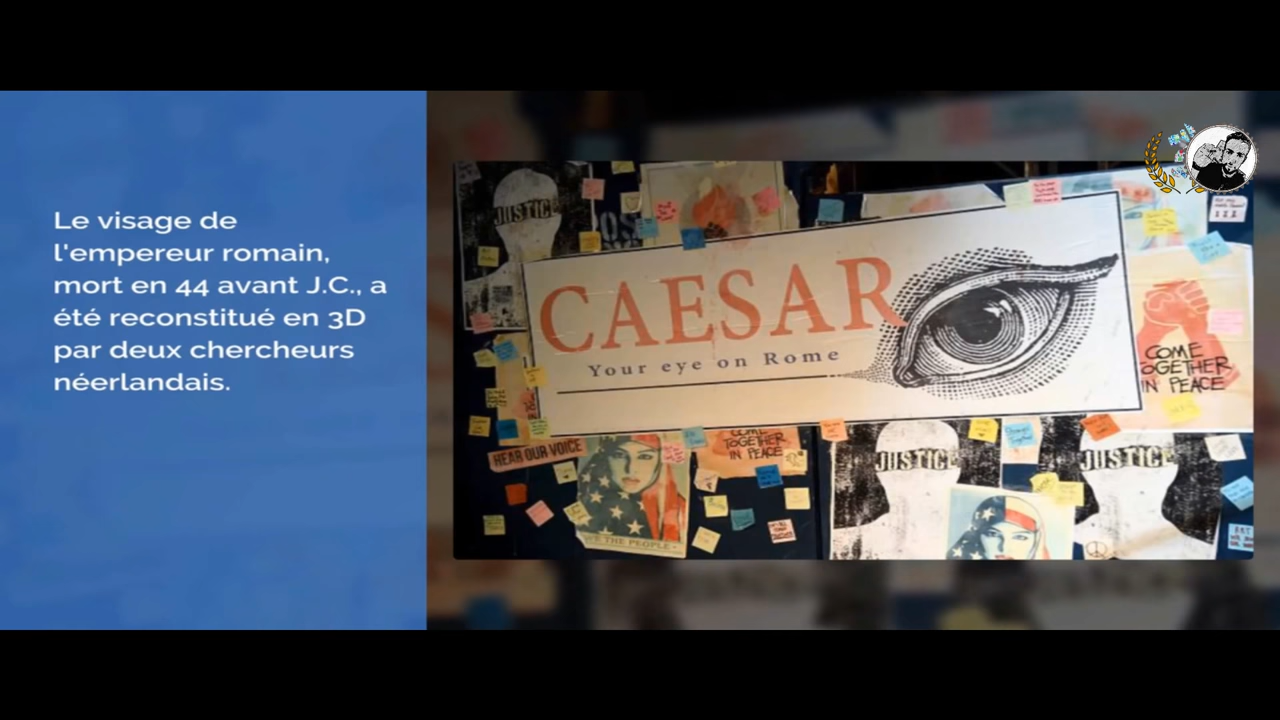 Le visage de
l'empereur romain,
mort en 44 avant J.C., a
été reconstitué en 3D
par deux chercheurs
néerlandais.
JUSTICE
CAESAR
Your eye on Rome
COME
OGETHER
IN PEACE
HEAR OUR VOICE
COME
TOGETHER
IN PEACE
JUSTICE
JUSTICE
WE THE PEOPLE